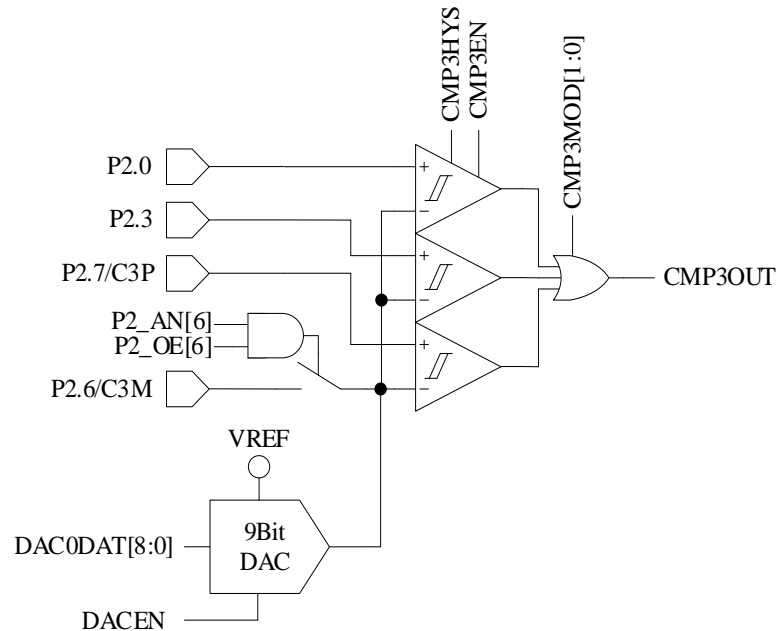 CMP3HYS
CMP3EN
CMP3MOD[1:0]
P2.0
+
−
P2.3
+
P2.7/C3P
−
CMP3OUT
P2_AN[6]
P2_OE[6]
+
P2.6/C3M
−
VREF
DAC0DAT[8:0]
9Bit
DAC
DACEN